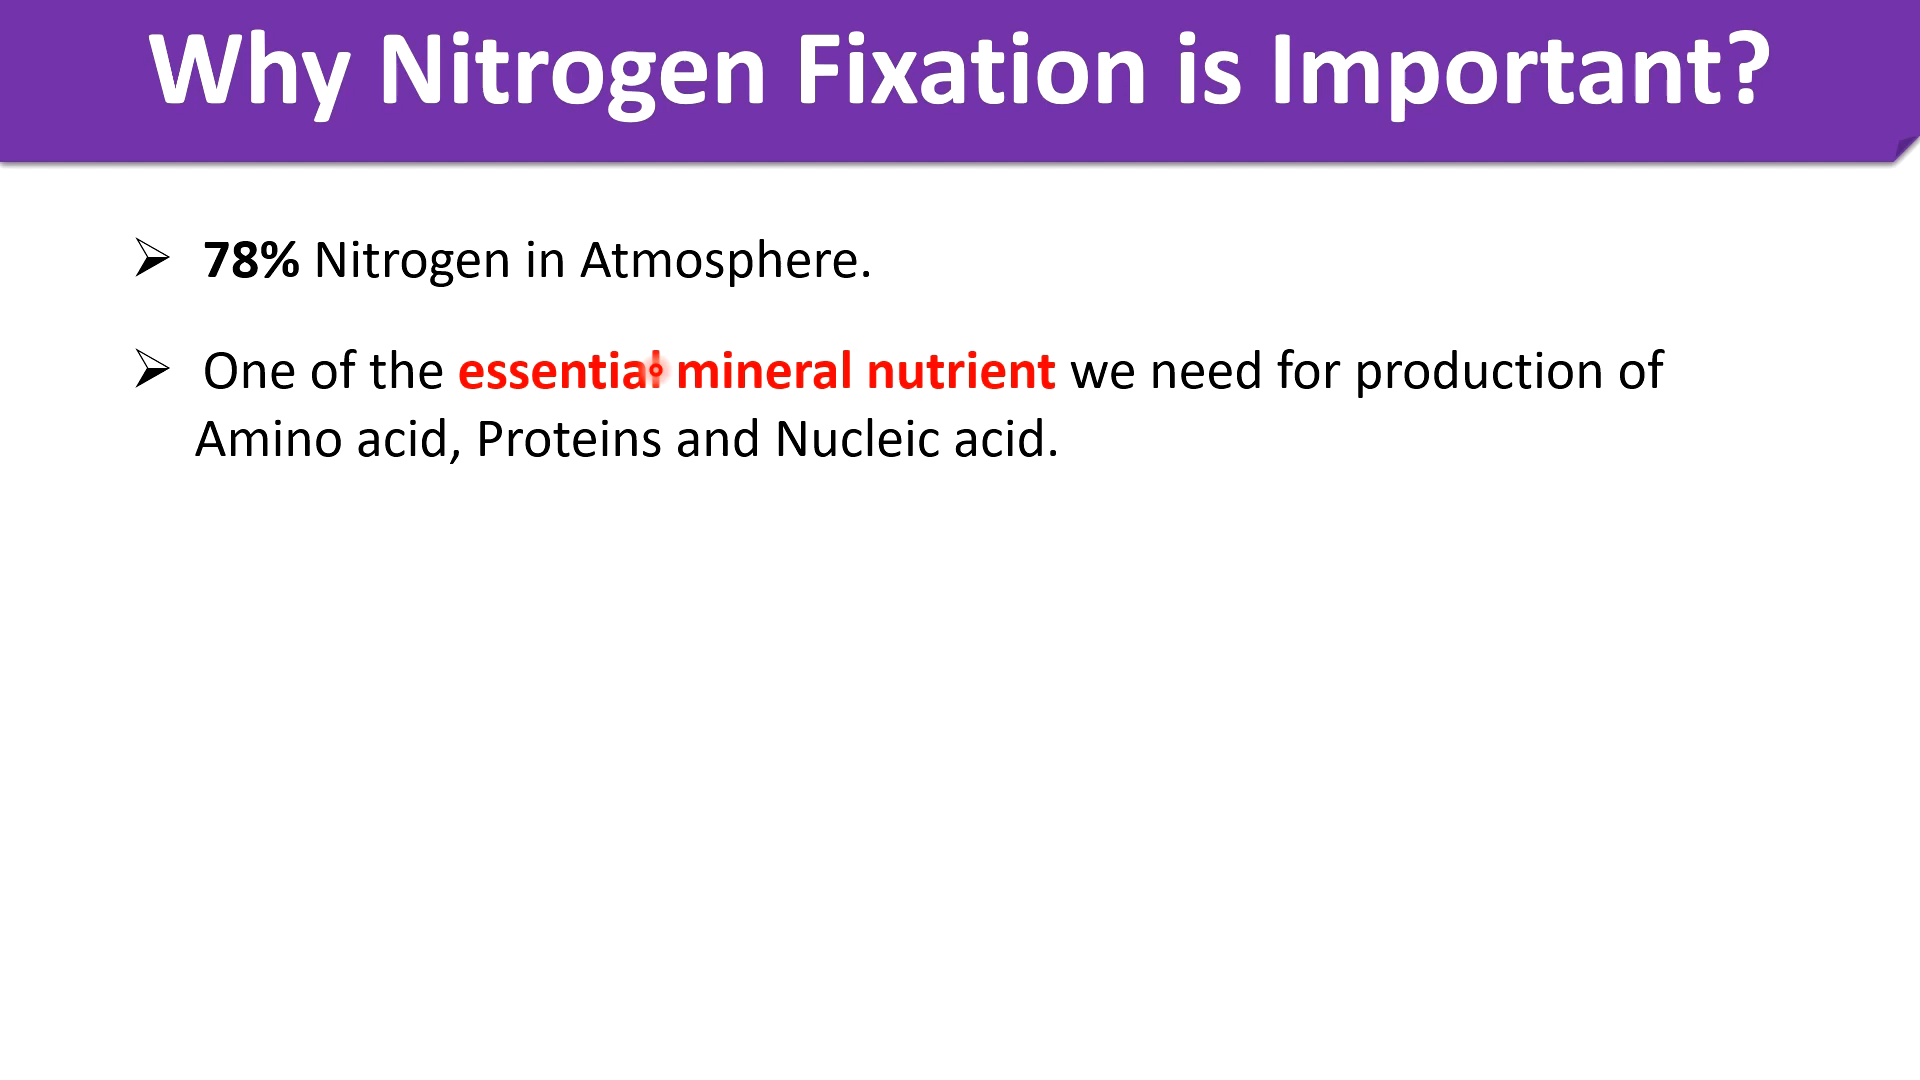 Why Nitrogen Fixation is Important?
78% Nitrogen in Atmosphere.
One of the essential mineral nutrient we need for production of
Amino acid, Proteins and Nucleic acid.